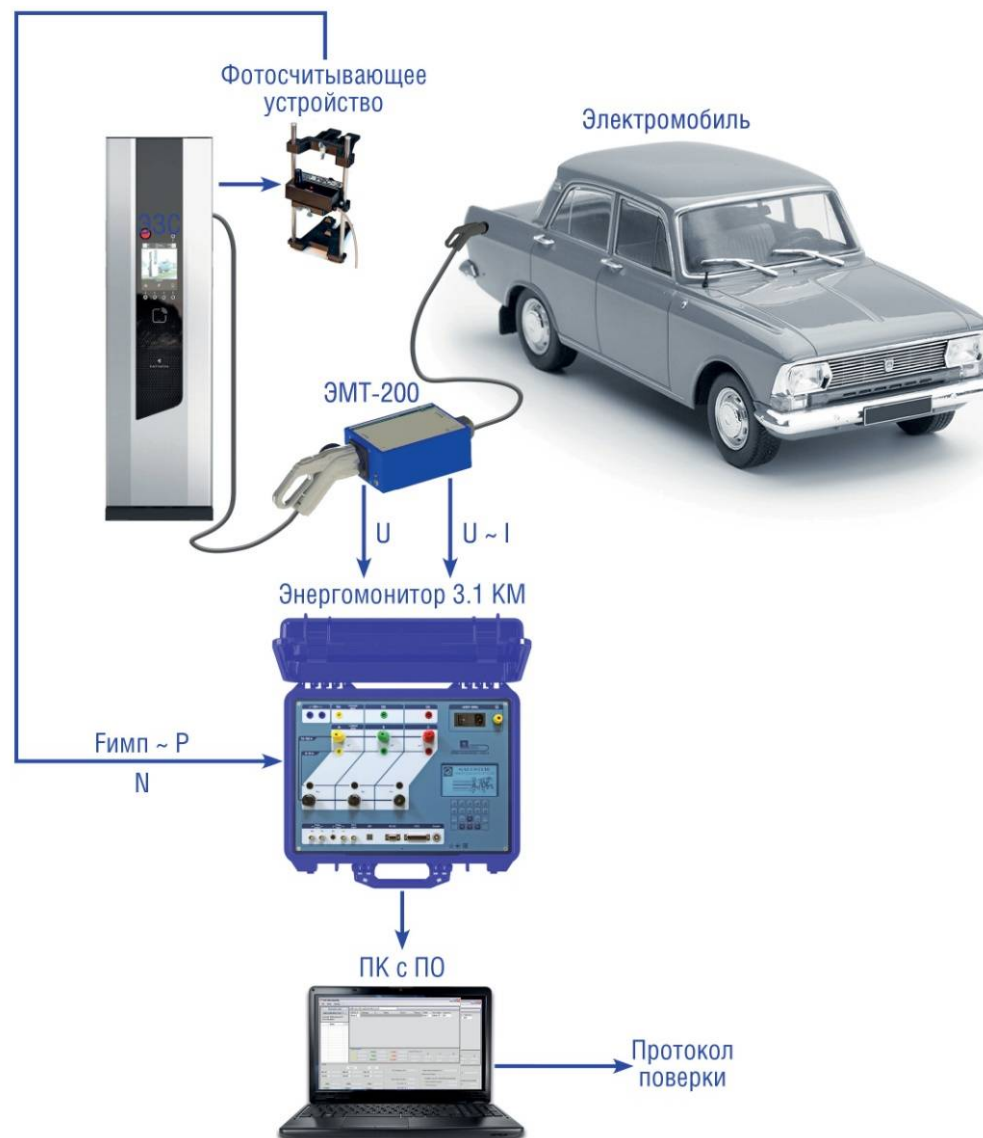 Фотосчитывающее
устройство
Электромобиль
ЭЗС
ЭМТ-200
U
U ~ I
Энергомонитор 3.1 КМ
Fимп ~ P
N
ПК с ПО
Протокол
поверки